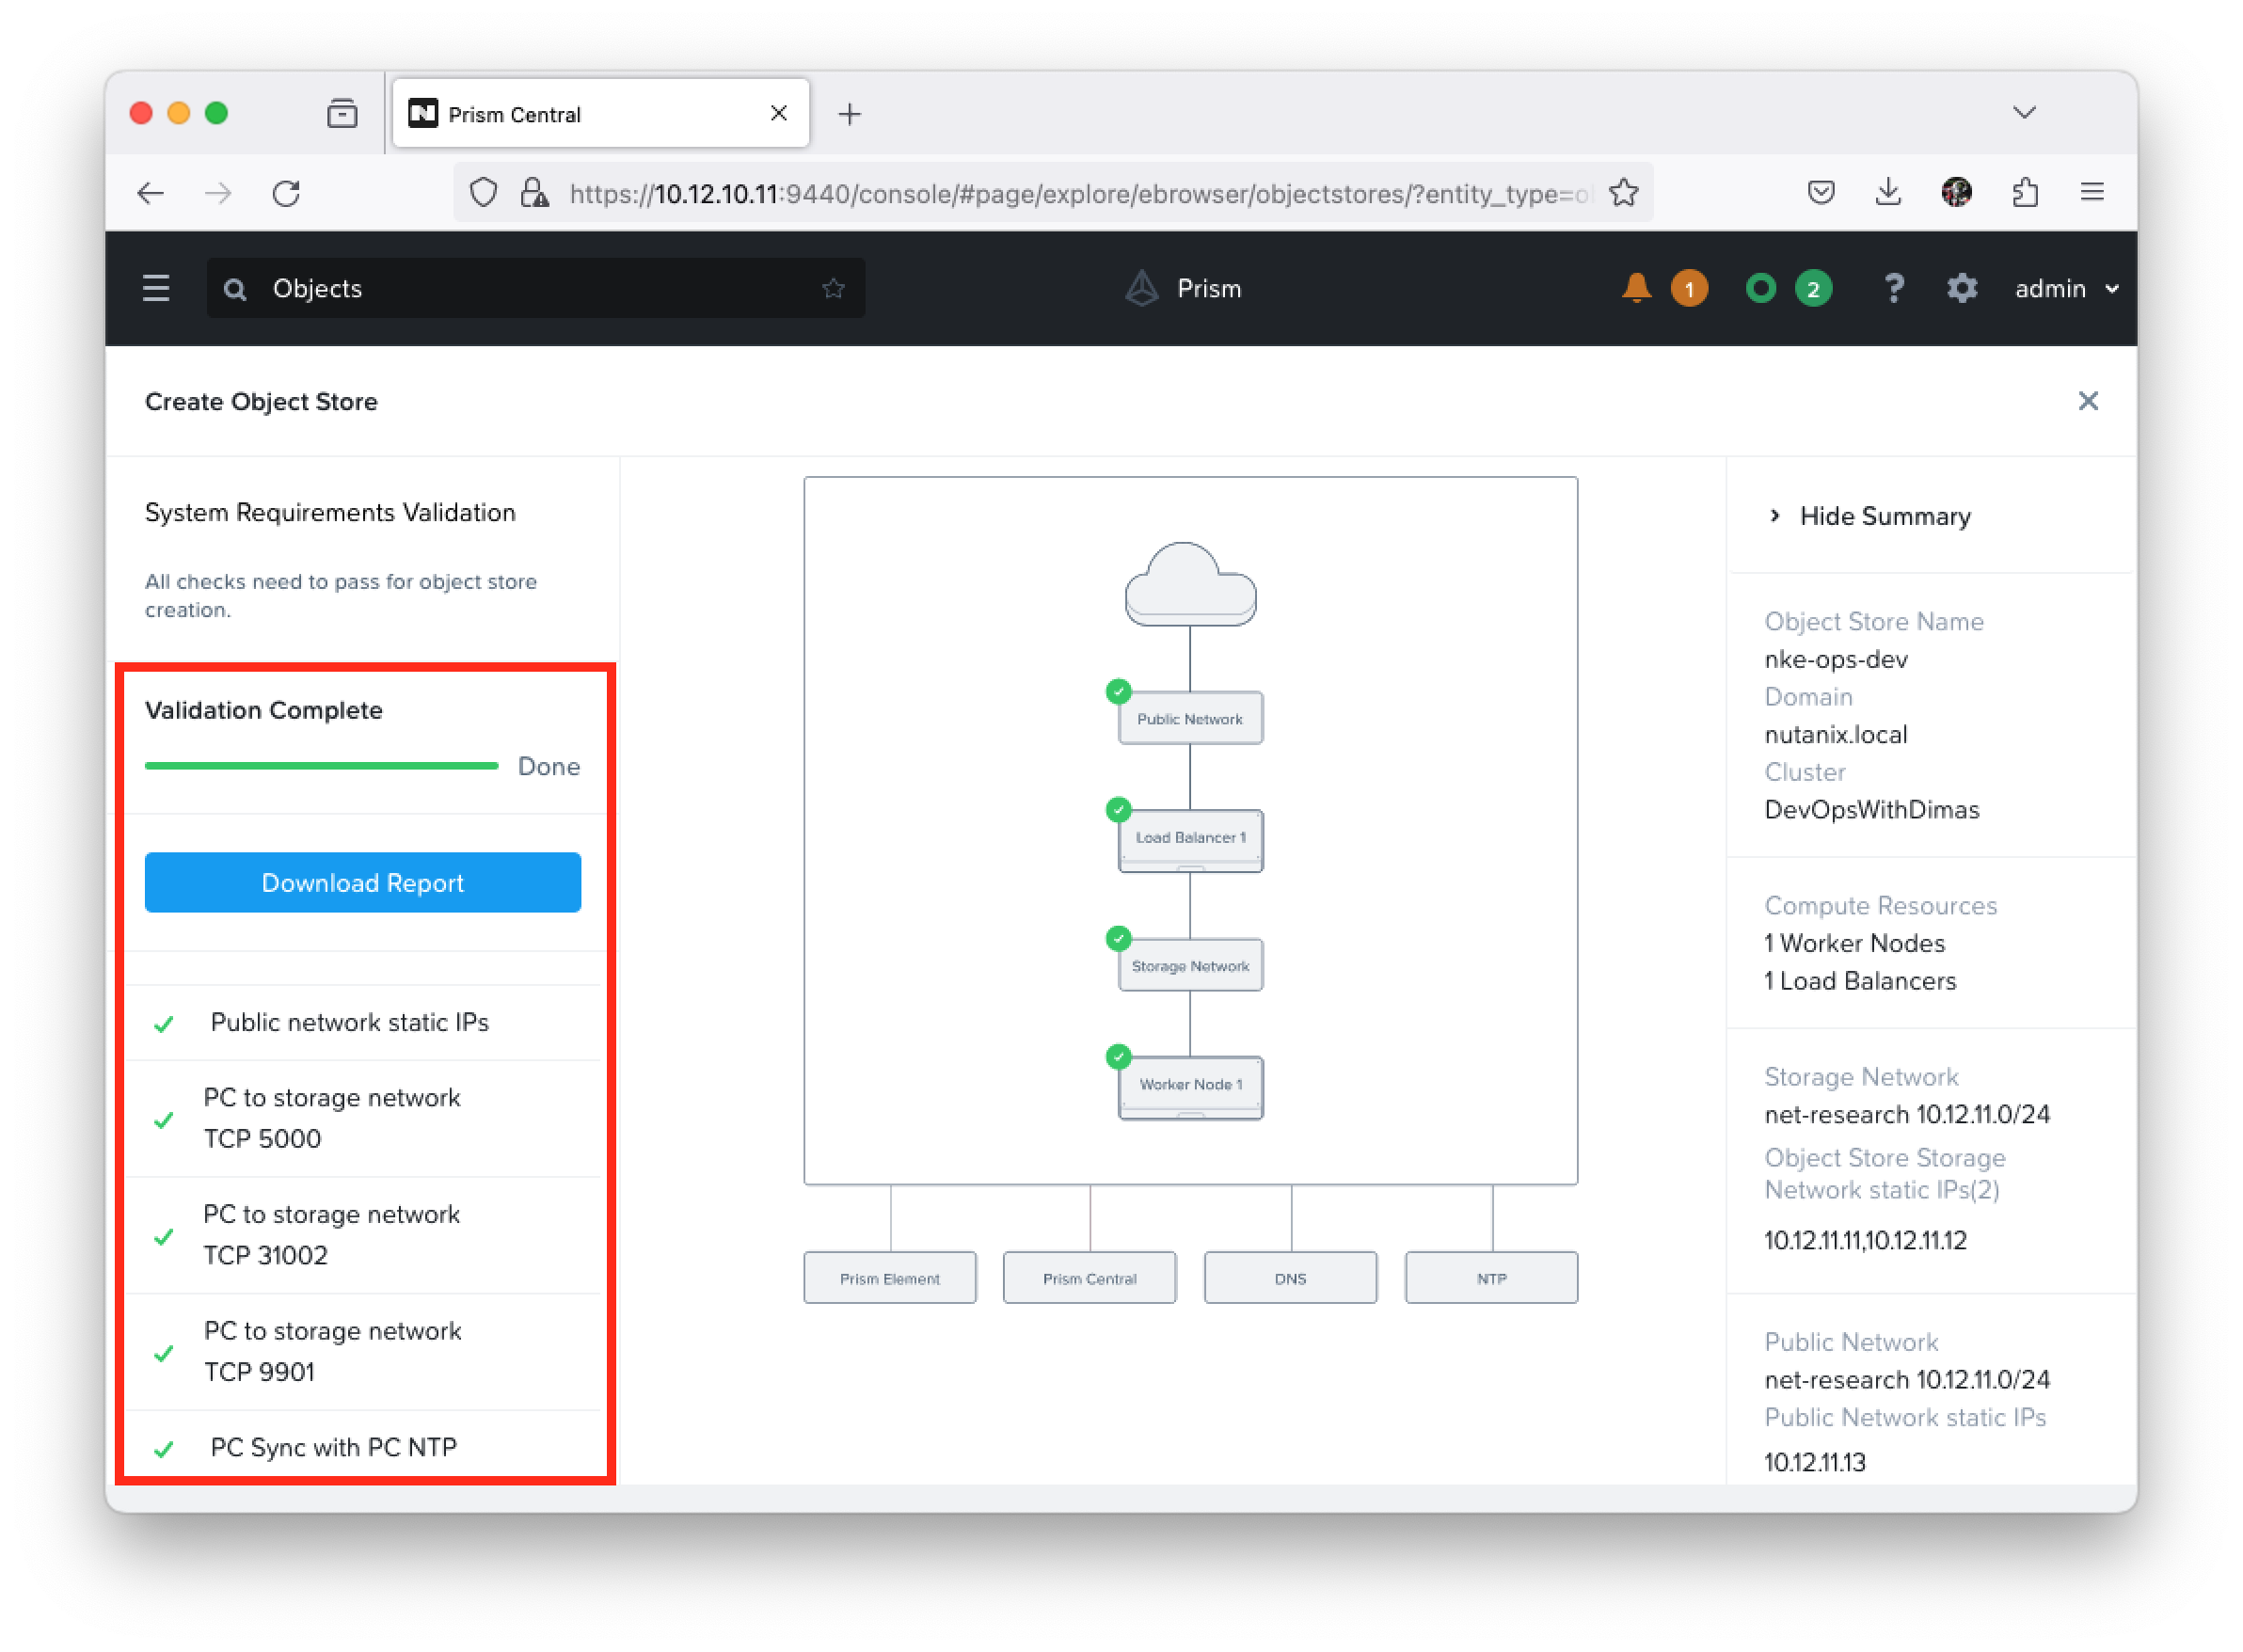 Prism Central
https://10.12.10.11:9440/console/#page/explore/ebrowser/objectstores/?entity_type=o
Objects
Prism
1
2
?
admin
Create Object Store
System Requirements Validation
All checks need to pass for object store
creation.
Validation Complete
Done
Download Report
Public network static IPs
PC to storage network
TCP 5000
PC to storage network
TCP 31002
PC to storage network
TCP 9901
PC Sync with PC NTP
Public Network
Load Balancer 1
Storage Network
Worker Node 1
Prism Element
Prism Central
DNS
NTP
Hide Summary
Object Store Name
nke-ops-dev
Domain
nutanix.local
Cluster
DevOpsWithDimas
Compute Resources
1 Worker Nodes
1 Load Balancers
Storage Network
net-research 10.12.11.0/24
Object Store Storage
Network static IPs(2)
10.12.11.11,10.12.11.12
Public Network
net-research 10.12.11.0/24
Public Network static IPs
10.12.11.13